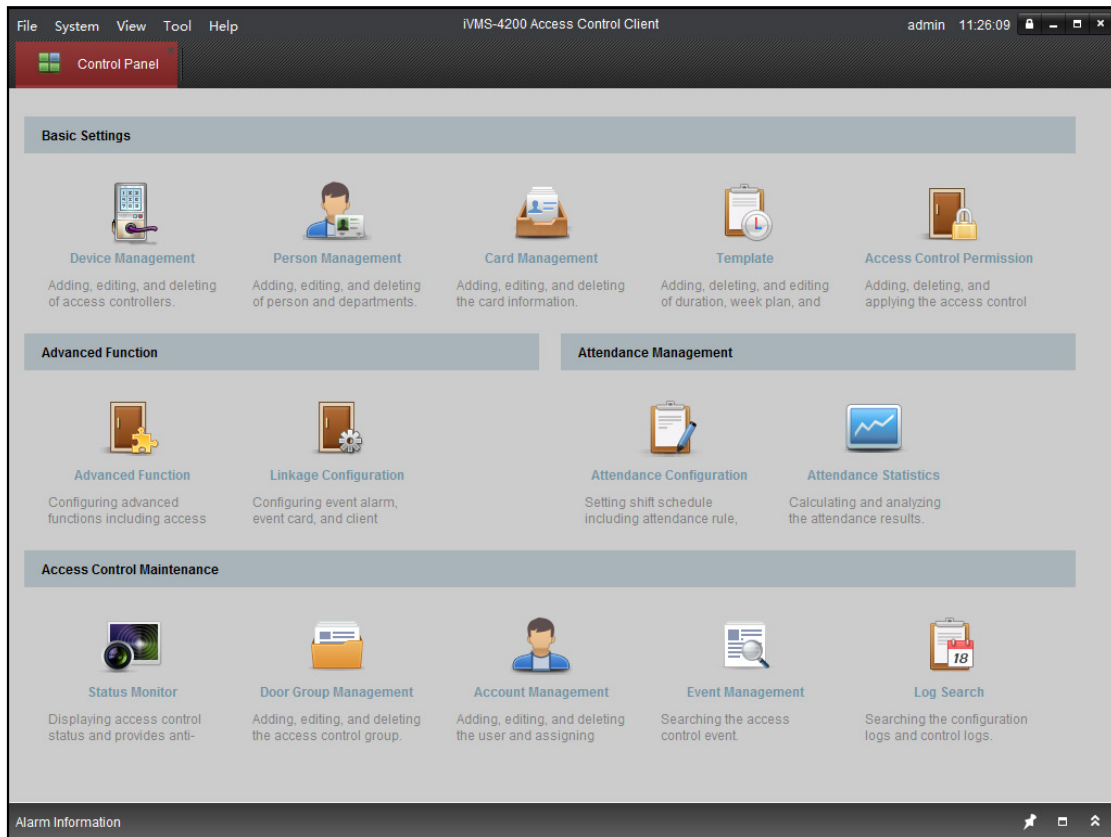 File System View Tool Help iVMS-4200 Access Control Client admin 11:26:09
Control Panel
Basic Settings
Device Management
Adding, editing, and deleting
of access controllers.
Person Management
Adding, editing, and deleting
of person and departments.
Card Management
Adding, editing, and deleting
the card information.
Template
Adding, deleting, and editing
of duration, week plan, and
Access Control Permission
Adding, deleting, and
applying the access control
Advanced Function
Advanced Function
Configuring advanced
functions including access
Linkage Configuration
Configuring event alarm,
event card, and client
Attendance Management
Attendance Configuration
Setting shift schedule
including attendance rule,
Attendance Statistics
Calculating and analyzing
the attendance results.
Access Control Maintenance
Status Monitor
Displaying access control
status and provides anti-
Door Group Management
Adding, editing, and deleting
the access control group.
Account Management
Adding, editing, and deleting
the user and assigning
Event Management
Searching the access
control event.
18
Log Search
Searching the configuration
logs and control logs.
Alarm Information